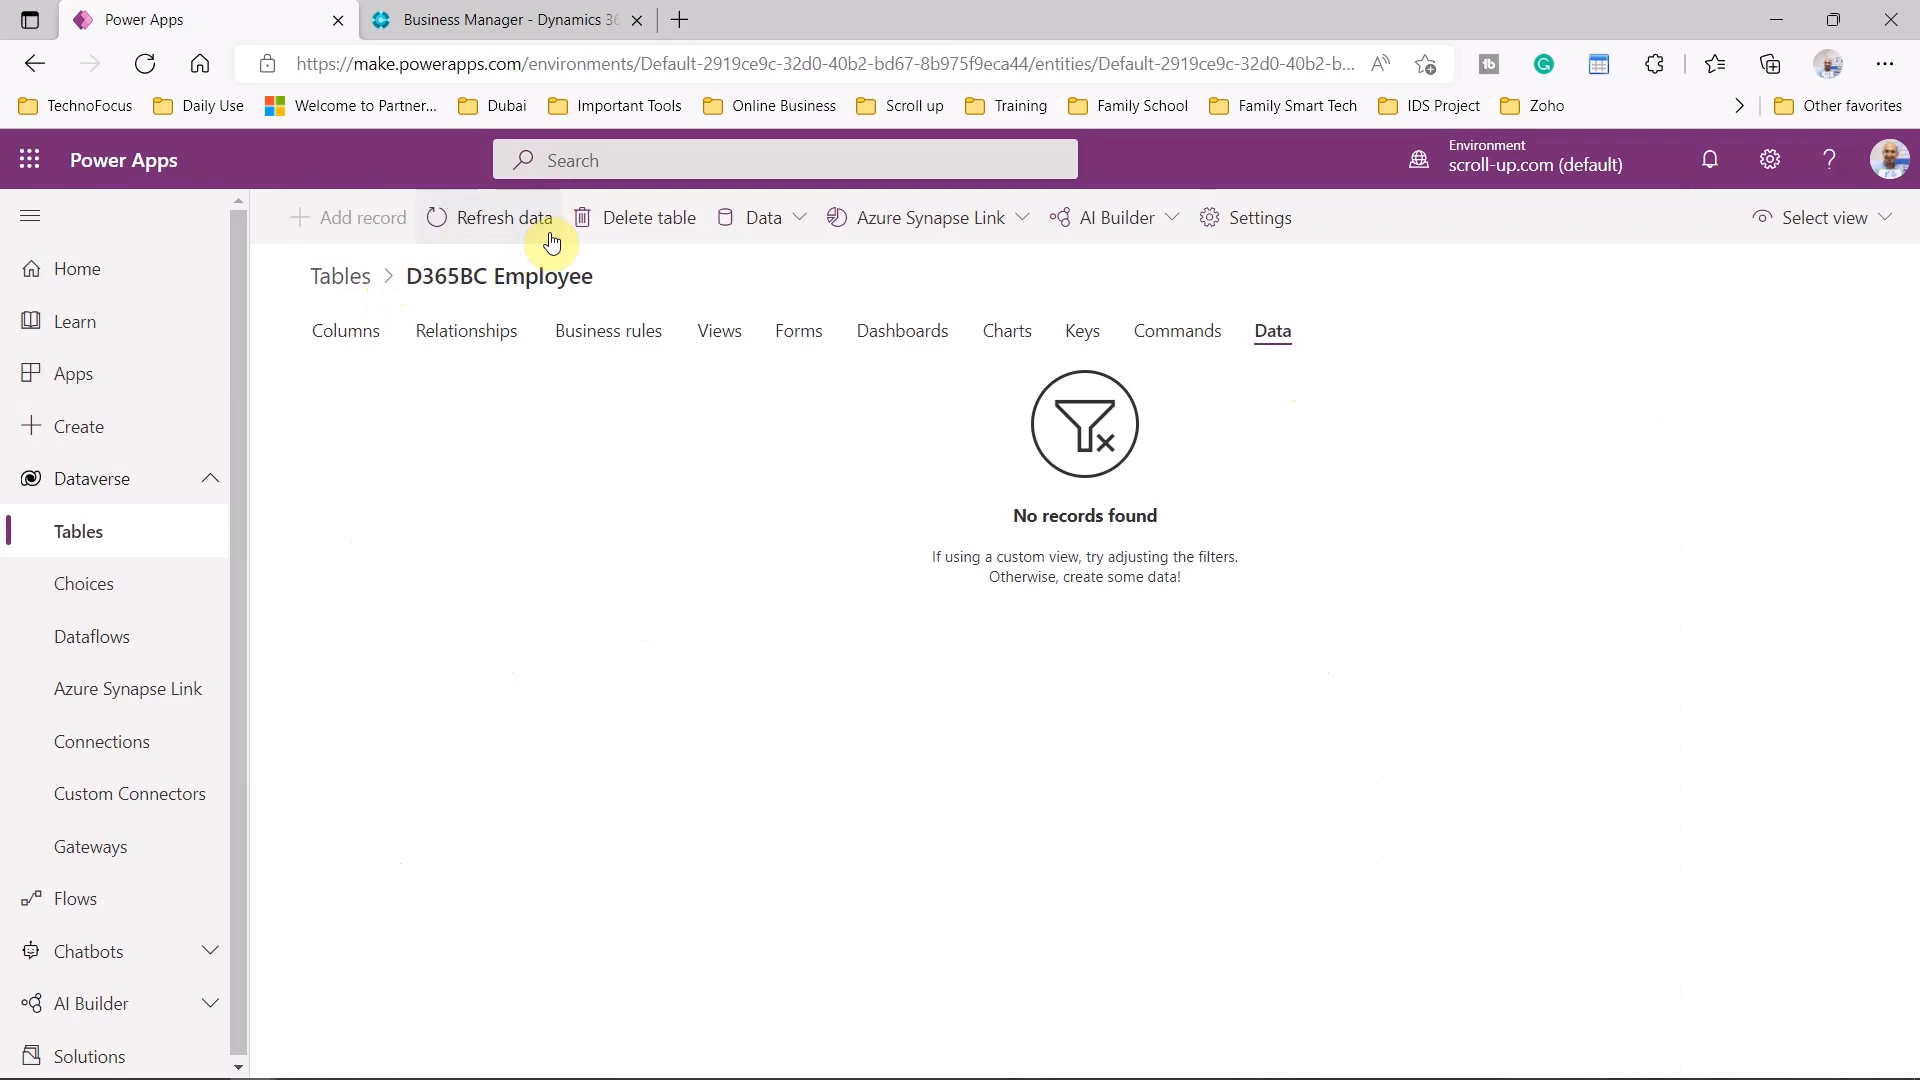 Power Apps
Business Manager - Dynamics 36
https://make.powerapps.com/environments/Default-2919ce9c-32d0-40b2-bd67-8b975f9eca44/entities/Default-2919ce9c-32d0-40b2-b...
TechnoFocus
Daily Use
Welcome to Partner...
Dubai
Important Tools
Online Business
Scroll up
Training
Family School
Family Smart Tech
IDS Project
Zoho
Other favorites
Power Apps
Search
Environment
scroll-up.com (default)
Add record
Refresh data
Delete table
Data
Azure Synapse Link
AI Builder
Settings
Select view
Tables > D365BC Employee
Columns
Relationships
Business rules
Views
Forms
Dashboards
Charts
Keys
Commands
Data
Home
Learn
Apps
Create
Dataverse
Tables
Choices
Dataflows
Azure Synapse Link
Connections
Custom Connectors
Gateways
Flows
Chatbots
AI Builder
Solutions
No records found
If using a custom view, try adjusting the filters.
Otherwise, create some data!